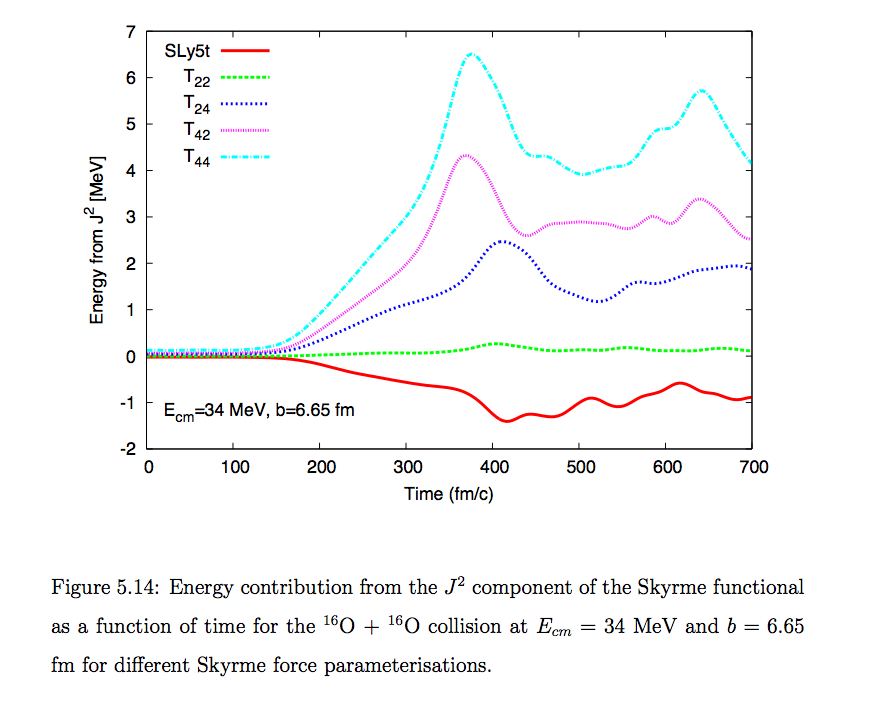 7
6
5
4
3
2
1
0
-1
-2
Energy from J² [MeV]
SLy5t
T₂₂
T₂₄
T₄₂
T₄₄
E_cm=34 MeV, b=6.65 fm
0 100 200 300 400 500 600 700
Time (fm/c)
Figure 5.14: Energy contribution from the J² component of the Skyrme functional
as a function of time for the ¹⁶O + ¹⁶O collision at E_cm = 34 MeV and b = 6.65
fm for different Skyrme force parameterisations.